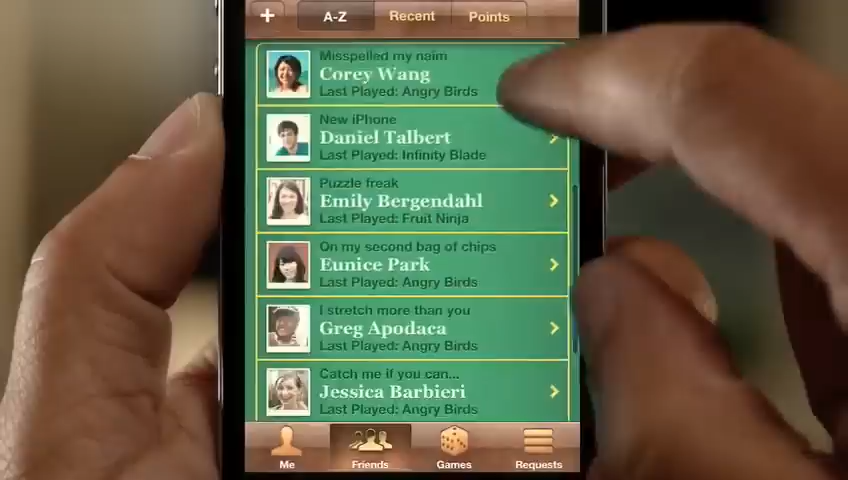 +
A-Z
Recent
Points
Misspelled my naim
Corey Wang
Last Played: Angry Birds
New iPhone
Daniel Talbert
Last Played: Infinity Blade
Puzzle freak
Emily Bergendahl
Last Played: Fruit Ninja
On my second bag of chips
Eunice Park
Last Played: Angry Birds
I stretch more than you
Greg Apodaca
Last Played: Angry Birds
Catch me if you can...
Jessica Barbieri
Last Played: Angry Birds
Me
Friends
Games
Requests